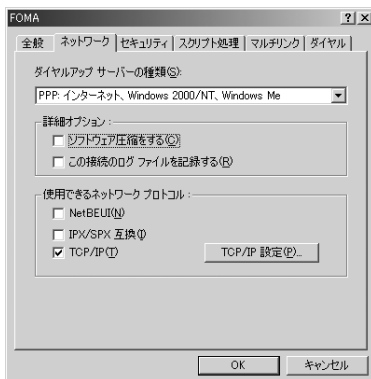 FOMA
全般 ネットワーク セキュリティ スクリプト処理 マルチリンク ダイヤル
ダイヤルアップ サーバーの種類(S):
PPP: インターネット、Windows 2000/NT、Windows Me
詳細オプション:
ソフトウェア圧縮をする(C)
この接続のログ ファイルを記録する(R)
使用できるネットワーク プロトコル:
NetBEUI(N)
IPX/SPX 互換(I)
TCP/IP(T) TCP/IP 設定(P)...
OK キャンセル